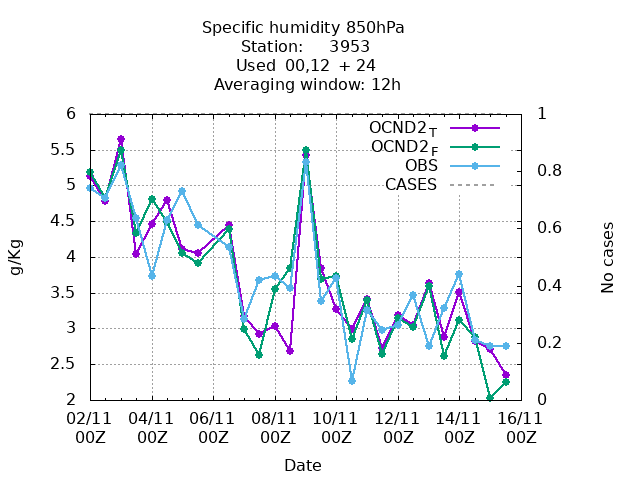 Specific humidity 850hPa
Station: 3953
Used 00,12 + 24
Averaging window: 12h
g/Kg
6
5.5
5
4.5
4
3.5
3
2.5
2
OCND2_T
OCND2_F
OBS
CASES
1
0.8
0.6
0.4
0.2
0
No cases
02/11 04/11 06/11 08/11 10/11 12/11 14/11 16/11
00Z 00Z 00Z 00Z 00Z 00Z 00Z 00Z
Date